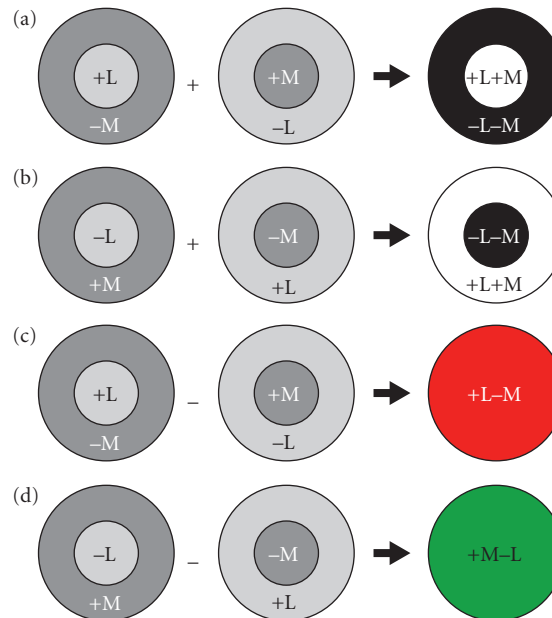 (a)
+L + +M +L+M
–M –L –L–M
(b)
–L + –M –L–M
+M +L +L+M
(c)
+L – +M +L–M
–M –L
(d)
–L – –M +M–L
+M +L